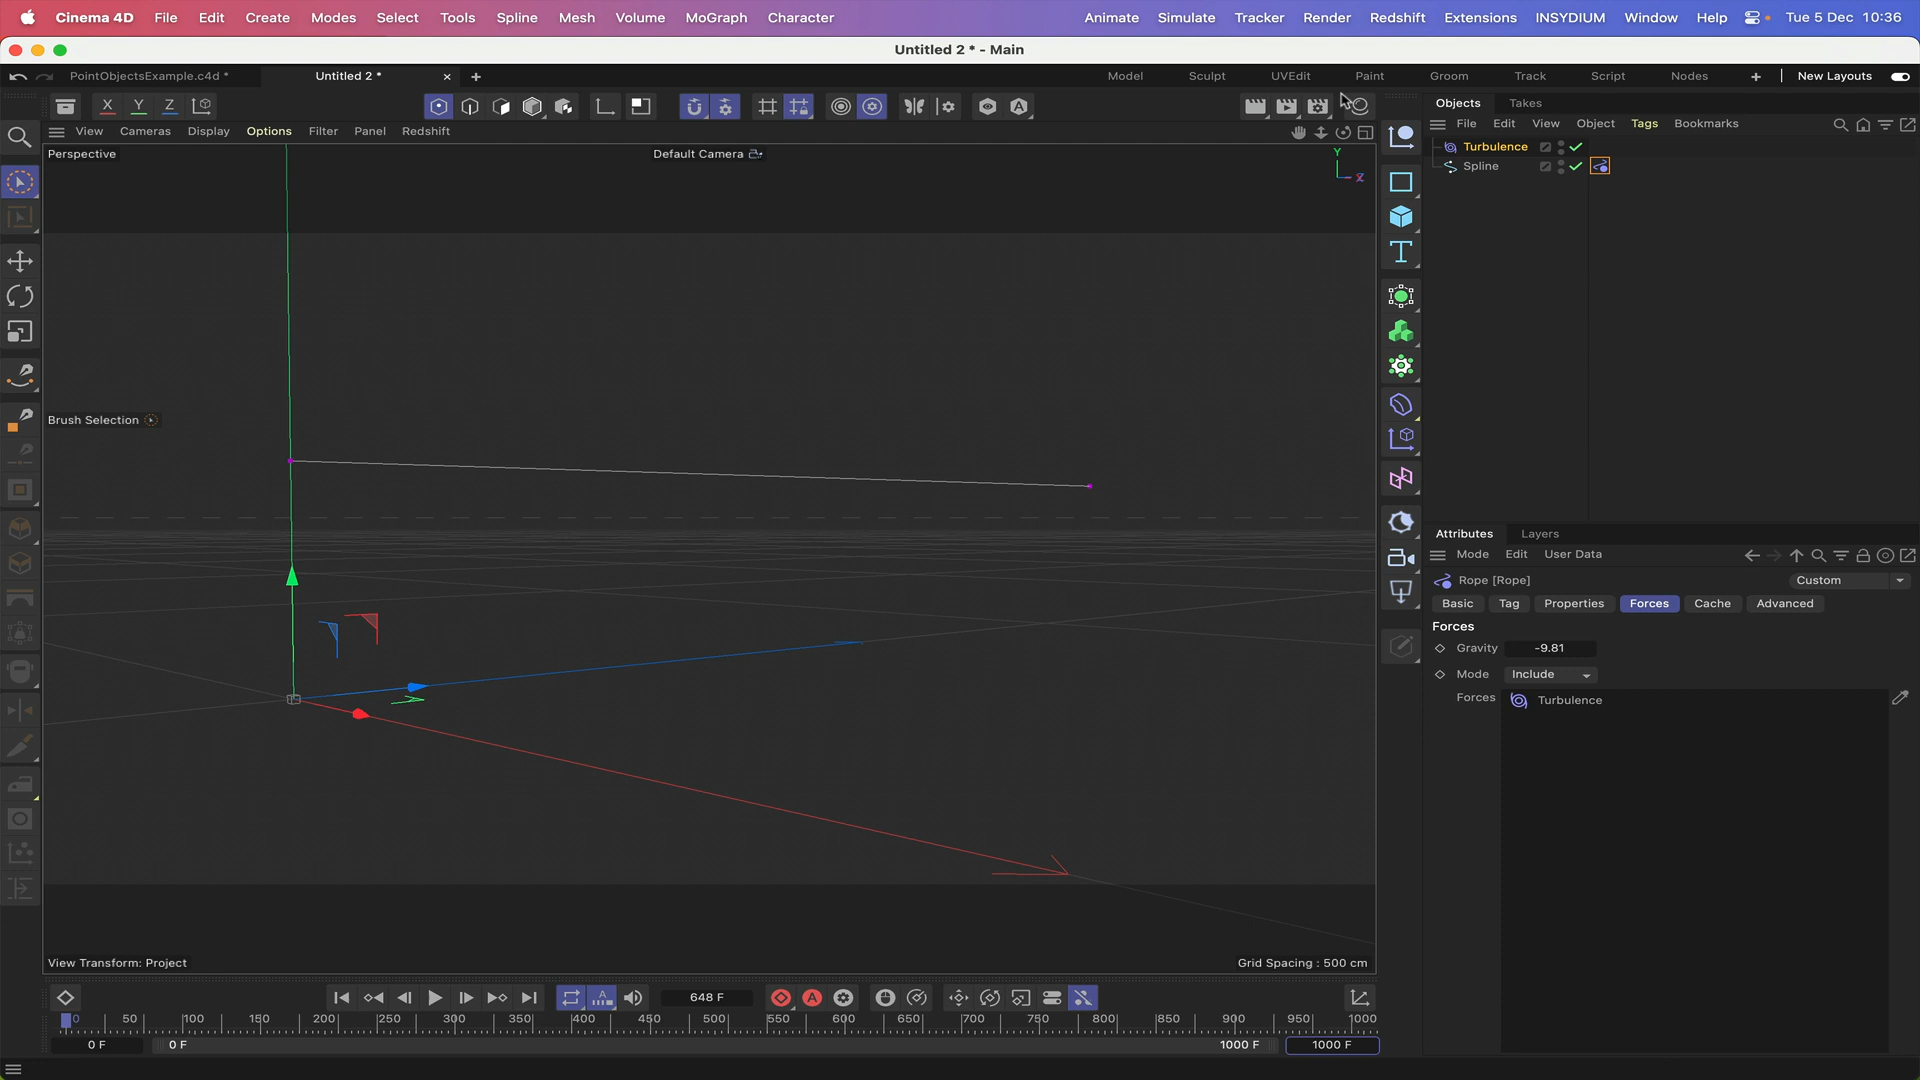 Cinema 4D File Edit Create Modes Select Tools Spline Mesh Volume MoGraph Character Animate Simulate Tracker Render Redshift Extensions INSYDIUM Window Help Tue 5 Dec 10:36
Untitled 2 * - Main
PointObjectsExample.c4d * Untitled 2 * Model Sculpt UVEdit Paint Groom Track Script Nodes New Layouts
X Y Z
Objects Takes
View Cameras Display Options Filter Panel Redshift
File Edit View Object Tags Bookmarks
Perspective Default Camera
Y
Z
Turbulence
Spline
Brush Selection
Attributes Layers
Mode Edit User Data
Rope [Rope] Custom
Basic Tag Properties Forces Cache Advanced
Forces
Gravity -9.81
Mode Include
Forces Turbulence
View Transform: Project Grid Spacing : 500 cm
648 F
0 50 100 150 200 250 300 350 400 450 500 550 600 650 700 750 800 850 900 950 1000
0 F 0 F 1000 F 1000 F